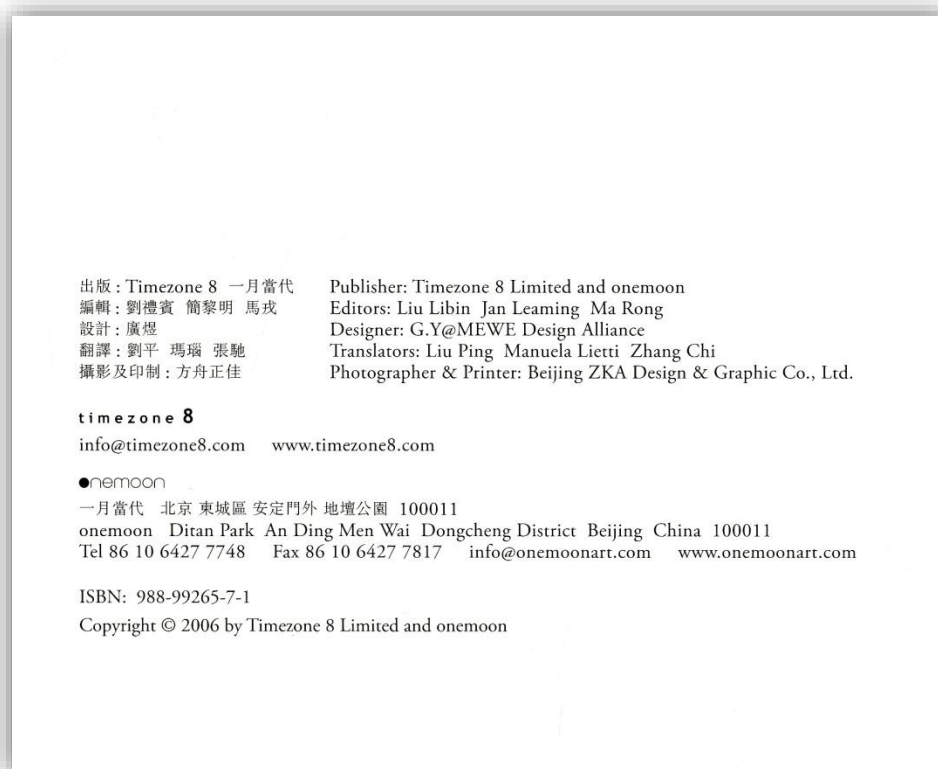 出版 : Timezone 8 一月當代 Publisher: Timezone 8 Limited and onemoon
編輯 : 劉禮賓 簡黎明 馬戎 Editors: Liu Libin Jan Leaming Ma Rong
設計 : 廣煜 Designer: G.Y@MEWE Design Alliance
翻譯 : 劉平 瑪瑙 張馳 Translators: Liu Ping Manuela Lietti Zhang Chi
攝影及印制 : 方舟正佳 Photographer & Printer: Beijing ZKA Design & Graphic Co., Ltd.
timezone 8
info@timezone8.com www.timezone8.com
onemoon
一月當代 北京 東城區 安定門外 地壇公園 100011
onemoon Ditan Park An Ding Men Wai Dongcheng District Beijing China 100011
Tel 86 10 6427 7748 Fax 86 10 6427 7817 info@onemoonart.com www.onemoonart.com
ISBN: 988-99265-7-1
Copyright © 2006 by Timezone 8 Limited and onemoon